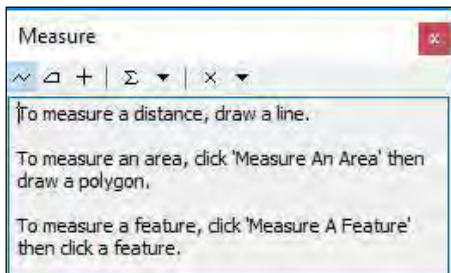 Measure
To measure a distance, draw a line.
To measure an area, click 'Measure An Area' then
draw a polygon.
To measure a feature, click 'Measure A Feature'
then click a feature.